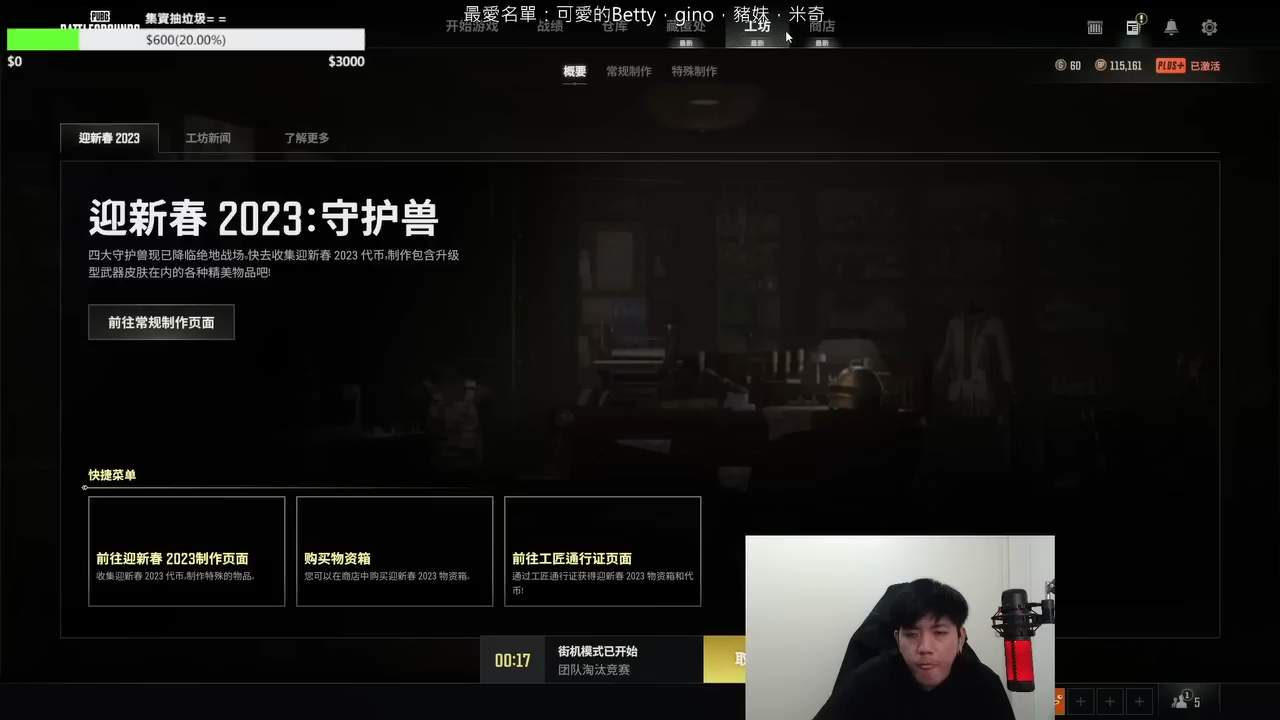 最愛名單：可愛的Betty．gino．豬妹．米奇
PUBG
集資抽垃圾= =
$600(20.00%)
$0
$3000
开始游戏
战绩
仓库
藏匿处
最新
工坊
最新
商店
最新
概要
常规制作
特殊制作
G 60
BP 115,161
PLUS+ 已激活
迎新春 2023
工坊新闻
了解更多
迎新春 2023:守护兽
四大守护兽现已降临绝地战场,快去收集迎新春 2023 代币,制作包含升级
型武器皮肤在内的各种精美物品吧!
前往常规制作页面
快捷菜单
前往迎新春 2023制作页面
收集迎新春 2023 代币,制作特殊的物品。
购买物资箱
您可以在商店中购买迎新春 2023 物资箱。
前往工匠通行证页面
通过工匠通行证获得迎新春 2023 物资箱和代
币!
00:17
街机模式已开始
团队淘汰竞赛
取
1
5